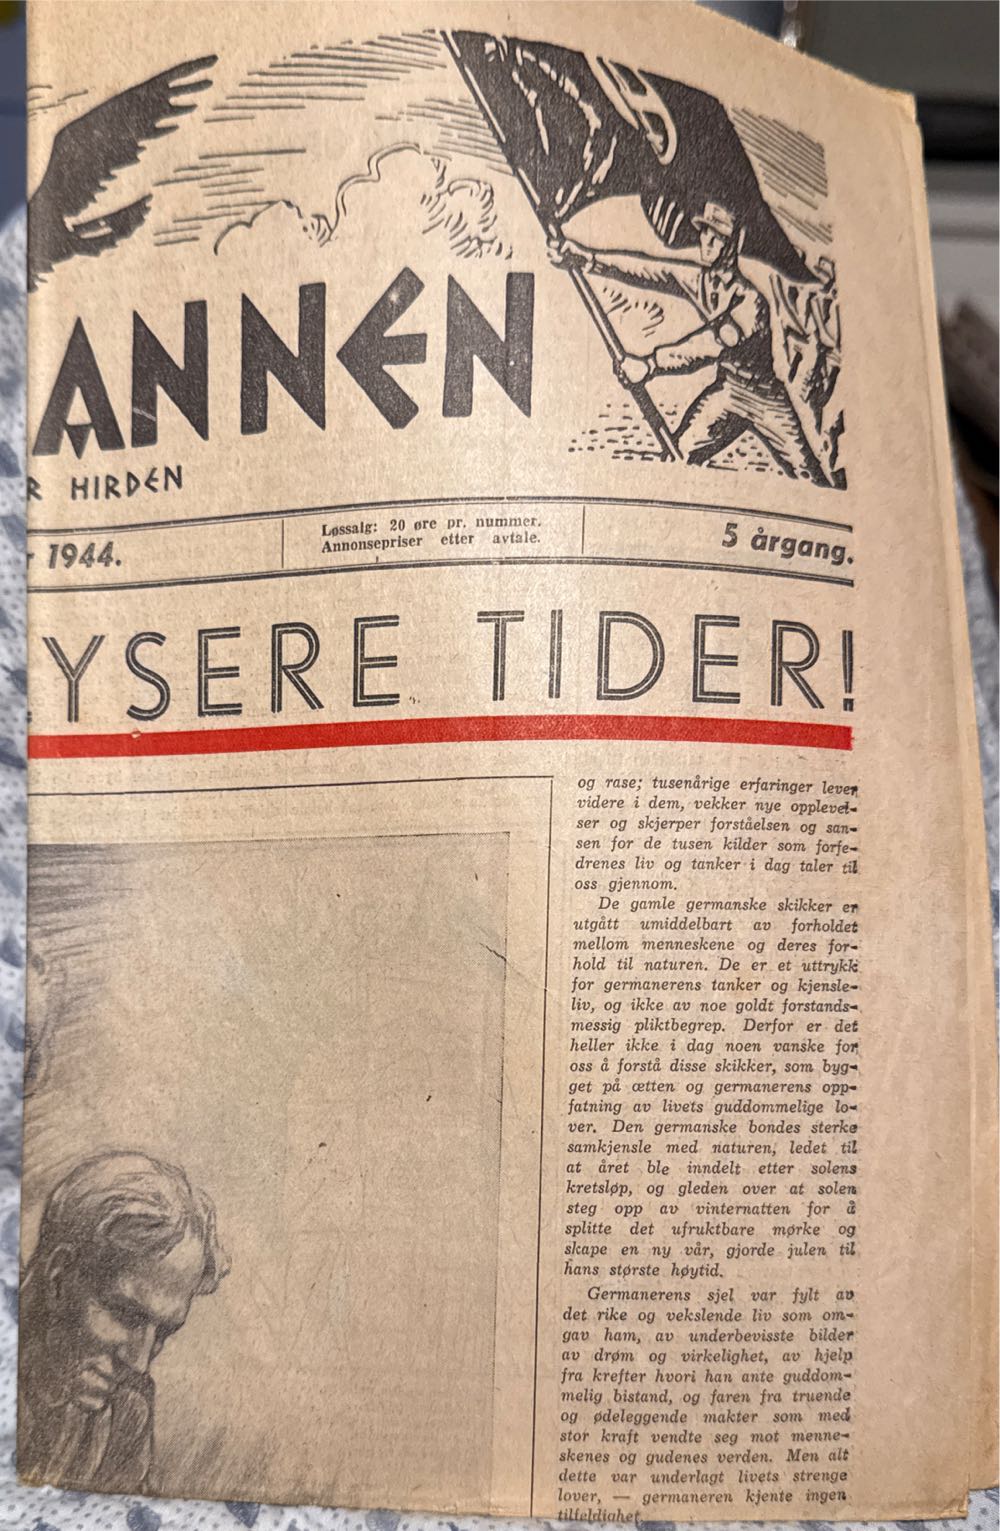 ANNEN
R HIRDEN
1944.
Løssalg: 20 øre pr. nummer.
Annonsepriser etter avtale.
5 årgang.
YSERE TIDER!
og rase; tusenårige erfaringer lever
videre i dem, vekker nye opplevel-
ser og skjerper forståelsen og san-
sen for de tusen kilder som forfe-
drenes liv og tanker i dag taler til
oss gjennom.
De gamle germanske skikker er
utgått umiddelbart av forholdet
mellom menneskene og deres for-
hold til naturen. De er et uttrykk
for germanerens tanker og kjensle-
liv, og ikke av noe goldt forstands-
messig pliktbegrep. Derfor er det
heller ikke i dag noen vanske for
oss å forstå disse skikker, som byg-
get på ætten og germanerens opp-
fatning av livets guddommelige lo-
ver. Den germanske bondes sterke
samkjensle med naturen, ledet til
at året ble inndelt etter solens
kretsløp, og gleden over at solen
steg opp av vinternatten for å
splitte det ufruktbare mørke og
skape en ny vår, gjorde julen til
hans største høytid.
Germanerens sjel var fylt av
det rike og vekslende liv som om-
gav ham, av underbevisste bilder
av drøm og virkelighet, av hjelp
fra krefter hvori han ante guddom-
melig bistand, og faren fra truende
og ødeleggende makter som med
stor kraft vendte seg mot menne-
skenes og gudenes verden. Men alt
dette var underlagt livets strenge
lover, — germaneren kjente ingen
tilfeldighet.